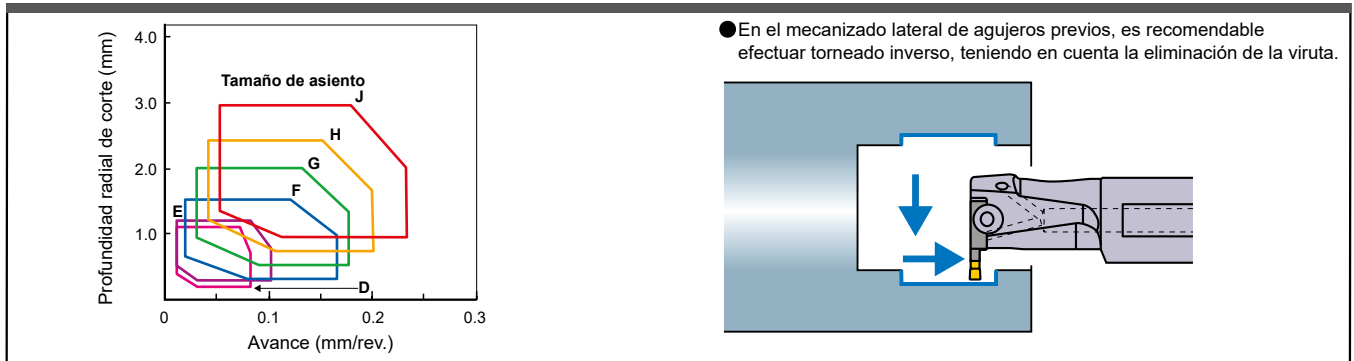 4.0
3.0
2.0
1.0
0
0.1
0.2
0.3
Profundidad radial de corte (mm)
Avance (mm/rev.)
Tamaño de asiento
J
H
G
F
E
D
●En el mecanizado lateral de agujeros previos, es recomendable
efectuar torneado inverso, teniendo en cuenta la eliminación de la viruta.